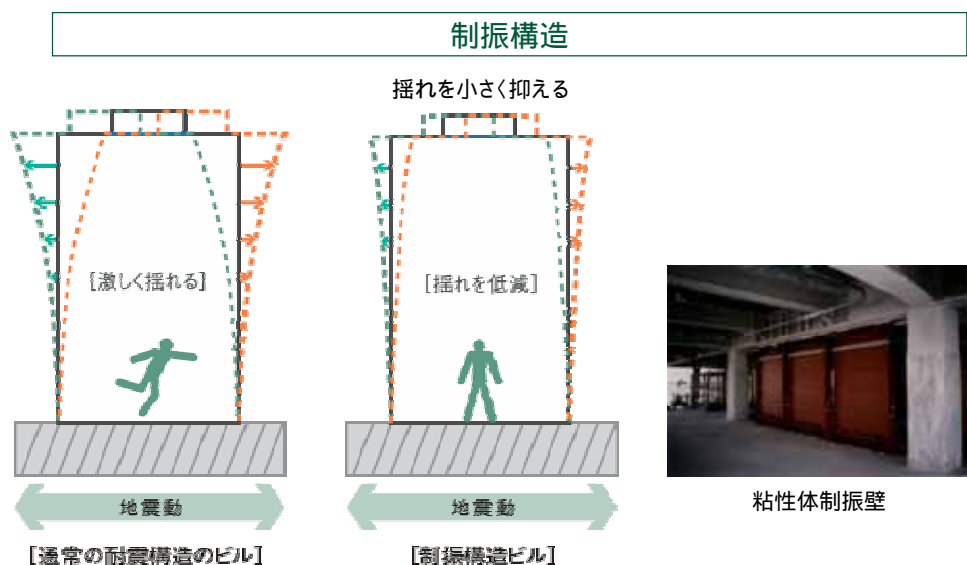 制振構造
揺れを小さく抑える
[激しく揺れる]
[揺れを低減]
地震動
地震動
粘性体制振壁
[通常の耐震構造のビル]
[制振構造ビル]